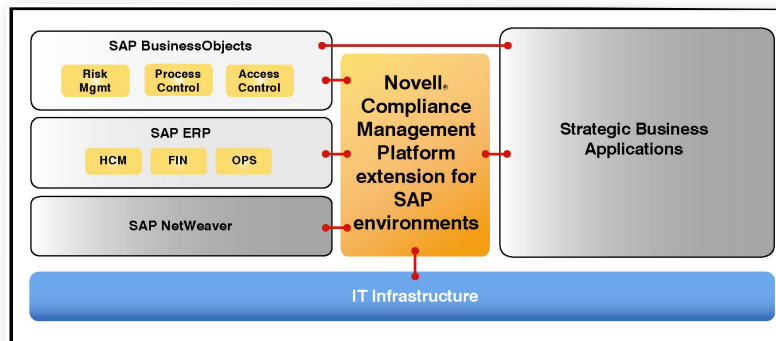 SAP BusinessObjects
Risk
Mgmt
Process
Control
Access
Control
SAP ERP
HCM
FIN
OPS
SAP NetWeaver
Novell®
Compliance
Management
Platform
extension for
SAP
environments
Strategic Business
Applications
IT Infrastructure